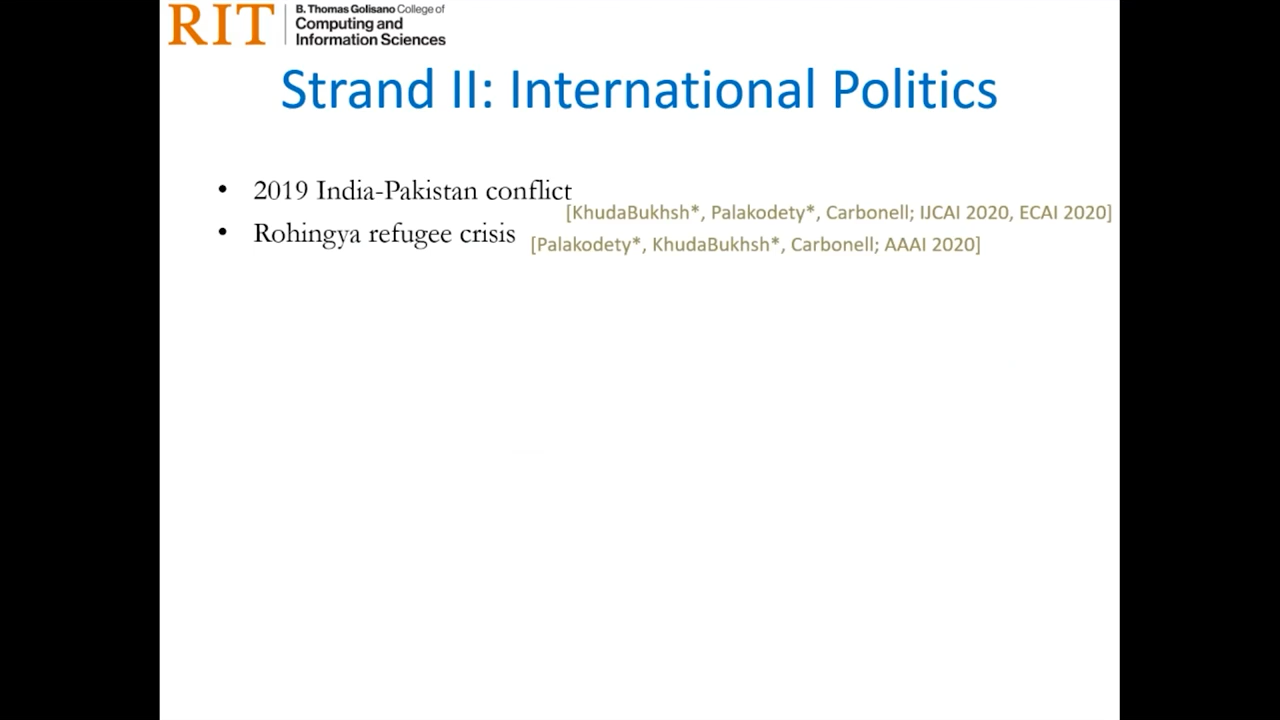 RIT
B. Thomas Golisano College of
Computing and
Information Sciences
Strand II: International Politics
• 2019 India-Pakistan conflict
[KhudaBukhsh*, Palakodety*, Carbonell; IJCAI 2020, ECAI 2020]
• Rohingya refugee crisis
[Palakodety*, KhudaBukhsh*, Carbonell; AAAI 2020]